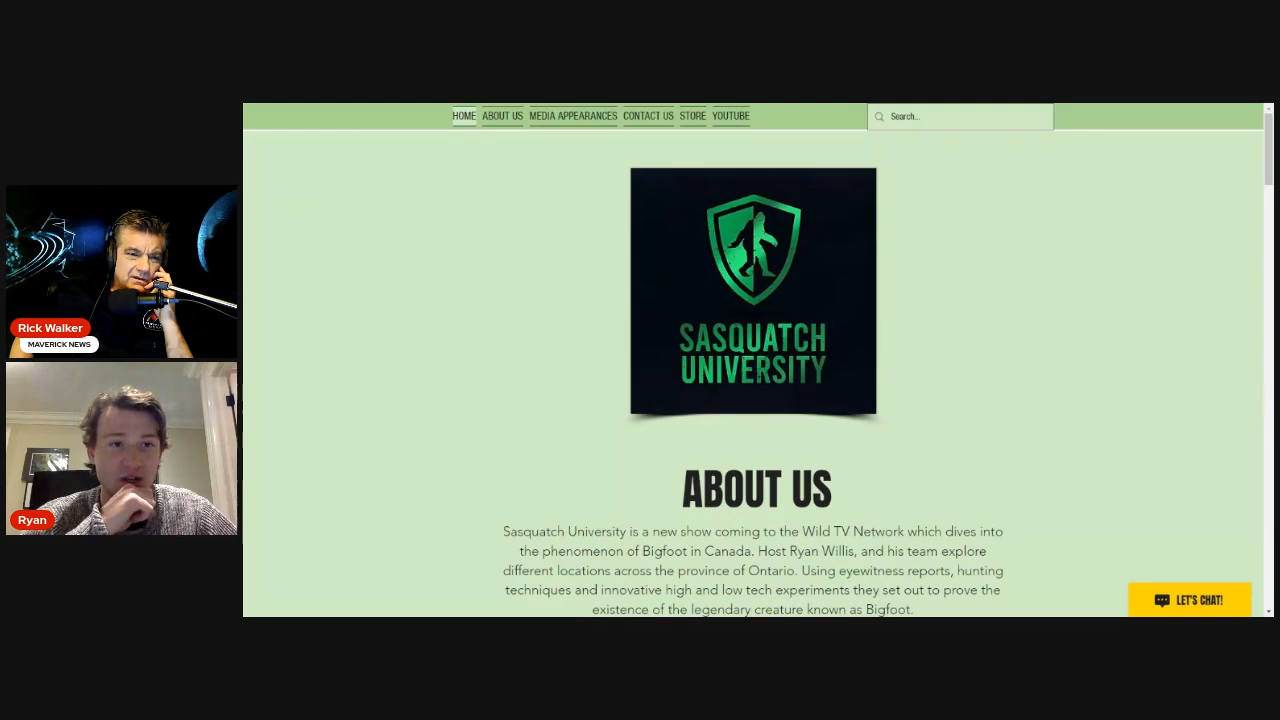 HOME ABOUT US MEDIA APPEARANCES CONTACT US STORE YOUTUBE
Search...
SASQUATCH
UNIVERSITY
ABOUT US
Sasquatch University is a new show coming to the Wild TV Network which dives into
the phenomenon of Bigfoot in Canada. Host Ryan Willis, and his team explore
different locations across the province of Ontario. Using eyewitness reports, hunting
techniques and innovative high and low tech experiments they set out to prove the
existence of the legendary creature known as Bigfoot.
LET'S CHAT!
Rick Walker
MAVERICK NEWS
Ryan